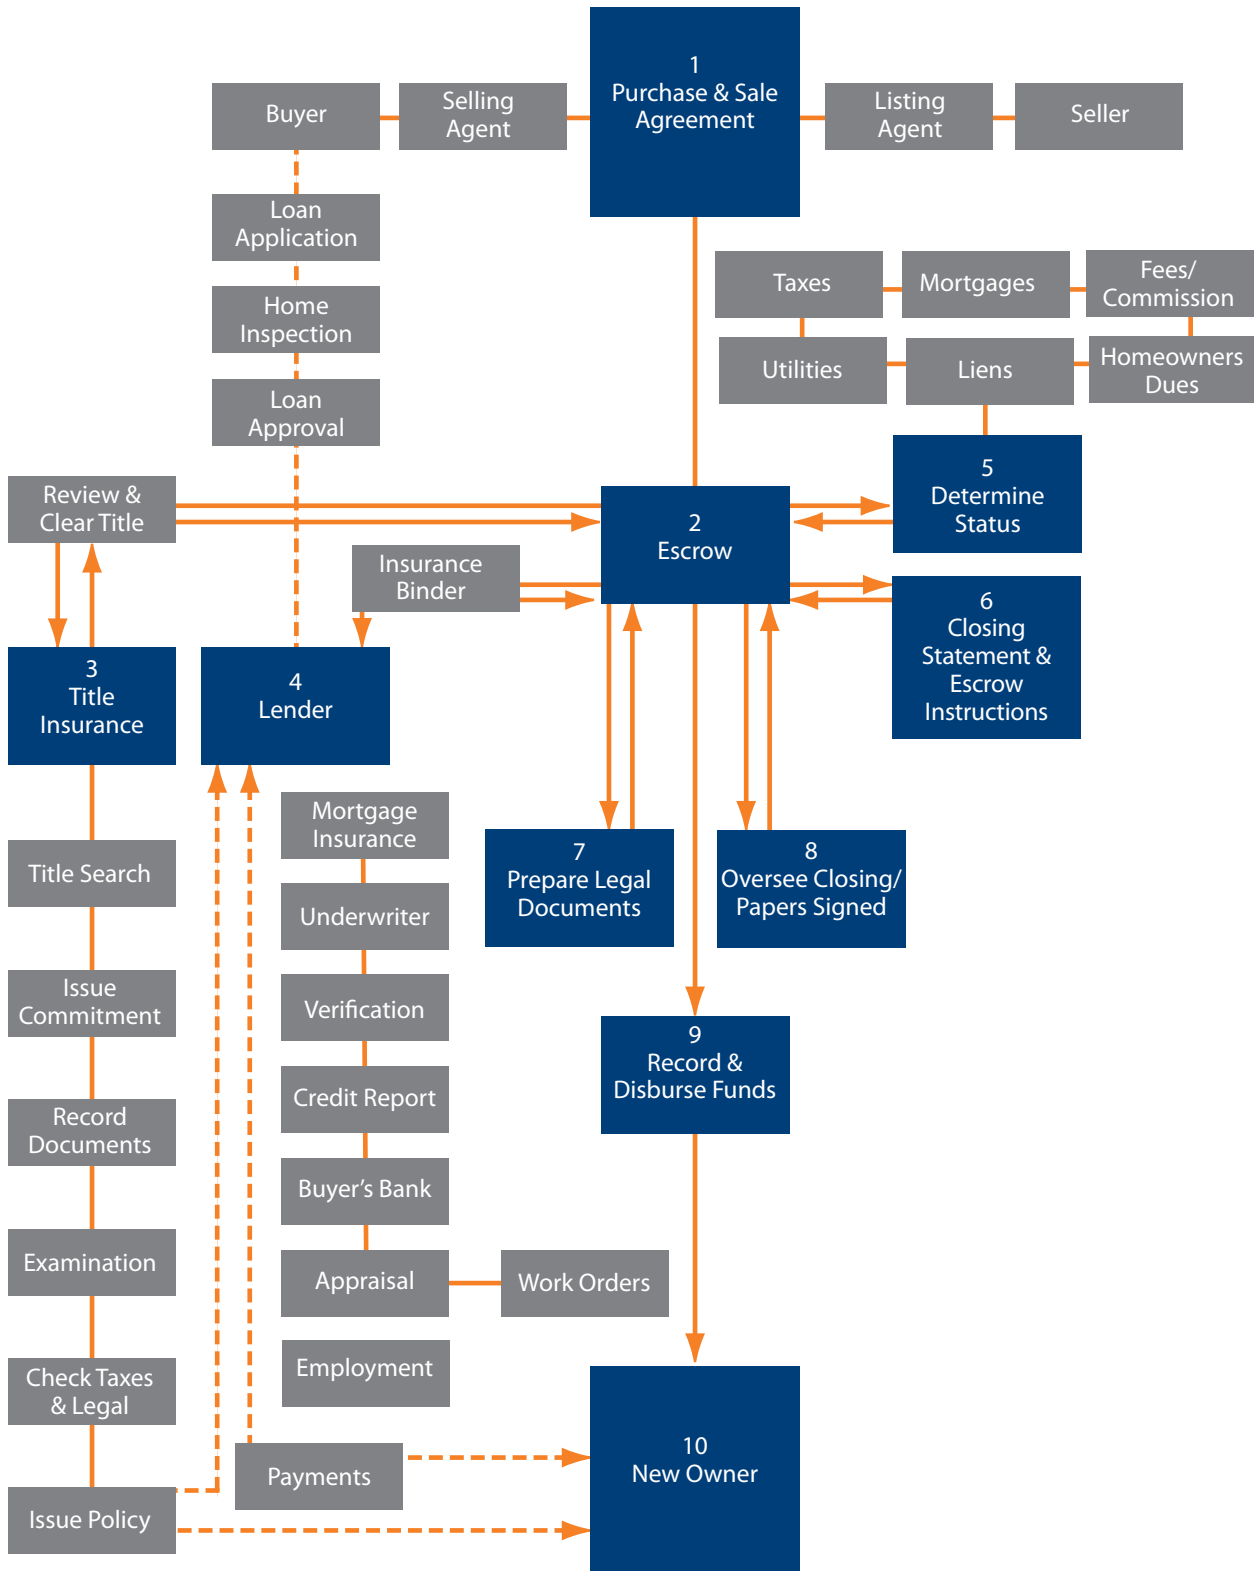 1
Purchase & Sale
Agreement
Buyer
Selling
Agent
Listing
Agent
Seller
Loan
Application
Home
Inspection
Loan
Approval
Taxes
Mortgages
Fees/
Commission
Utilities
Liens
Homeowners
Dues
Review &
Clear Title
2
Escrow
5
Determine
Status
Insurance
Binder
6
Closing
Statement &
Escrow
Instructions
3
Title
Insurance
4
Lender
Mortgage
Insurance
7
Prepare Legal
Documents
8
Oversee Closing/
Papers Signed
Title Search
Underwriter
Issue
Commitment
Verification
9
Record &
Disburse Funds
Record
Documents
Credit Report
Buyer’s Bank
Examination
Appraisal
Work Orders
Check Taxes
& Legal
Employment
Payments
10
New Owner
Issue Policy